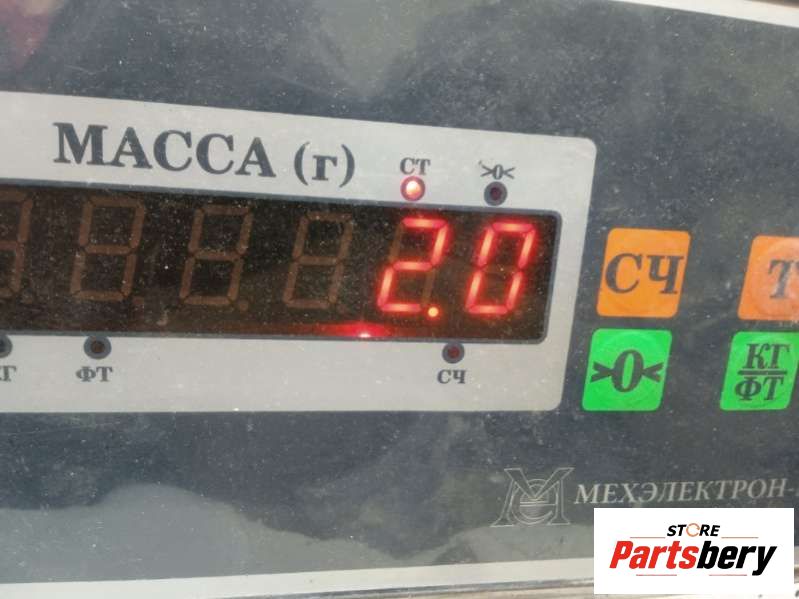 МАССА (г)
СТ
>0<
2.0
ФТ
СЧ
СЧ
Т
>0<
КГ
ФТ
МЕХЭЛЕКТРОН-
STORE
Partsbery